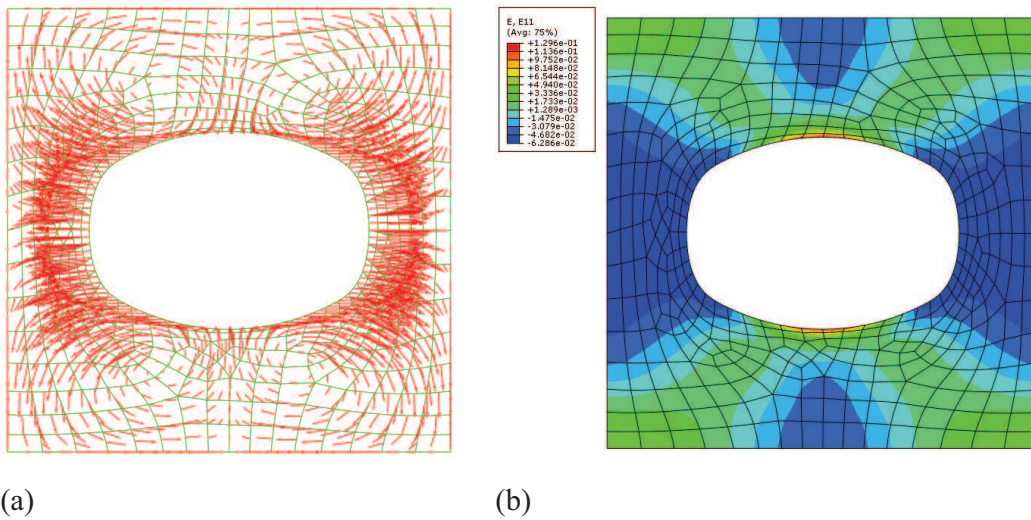 E, E11
(Avg: 75%)
+1.296e-01
+1.136e-01
+9.752e-02
+8.148e-02
+6.544e-02
+4.940e-02
+3.336e-02
+1.733e-02
+1.289e-03
-1.475e-02
-3.079e-02
-4.682e-02
-6.286e-02
(a)
(b)